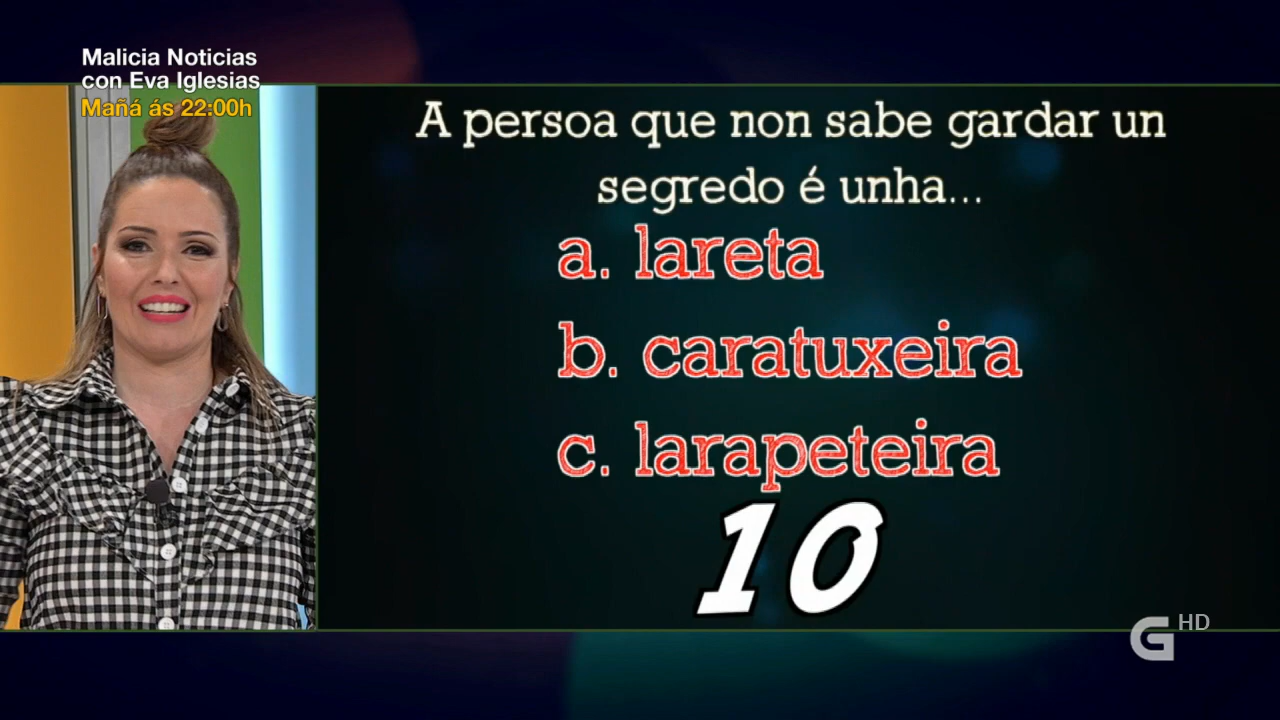 Malicia Noticias
con Eva Iglesias
Mañá ás 22:00h
A persoa que non sabe gardar un
segredo é unha...
a. lareta
b. caratuxeira
c. larapeteira
10
G HD